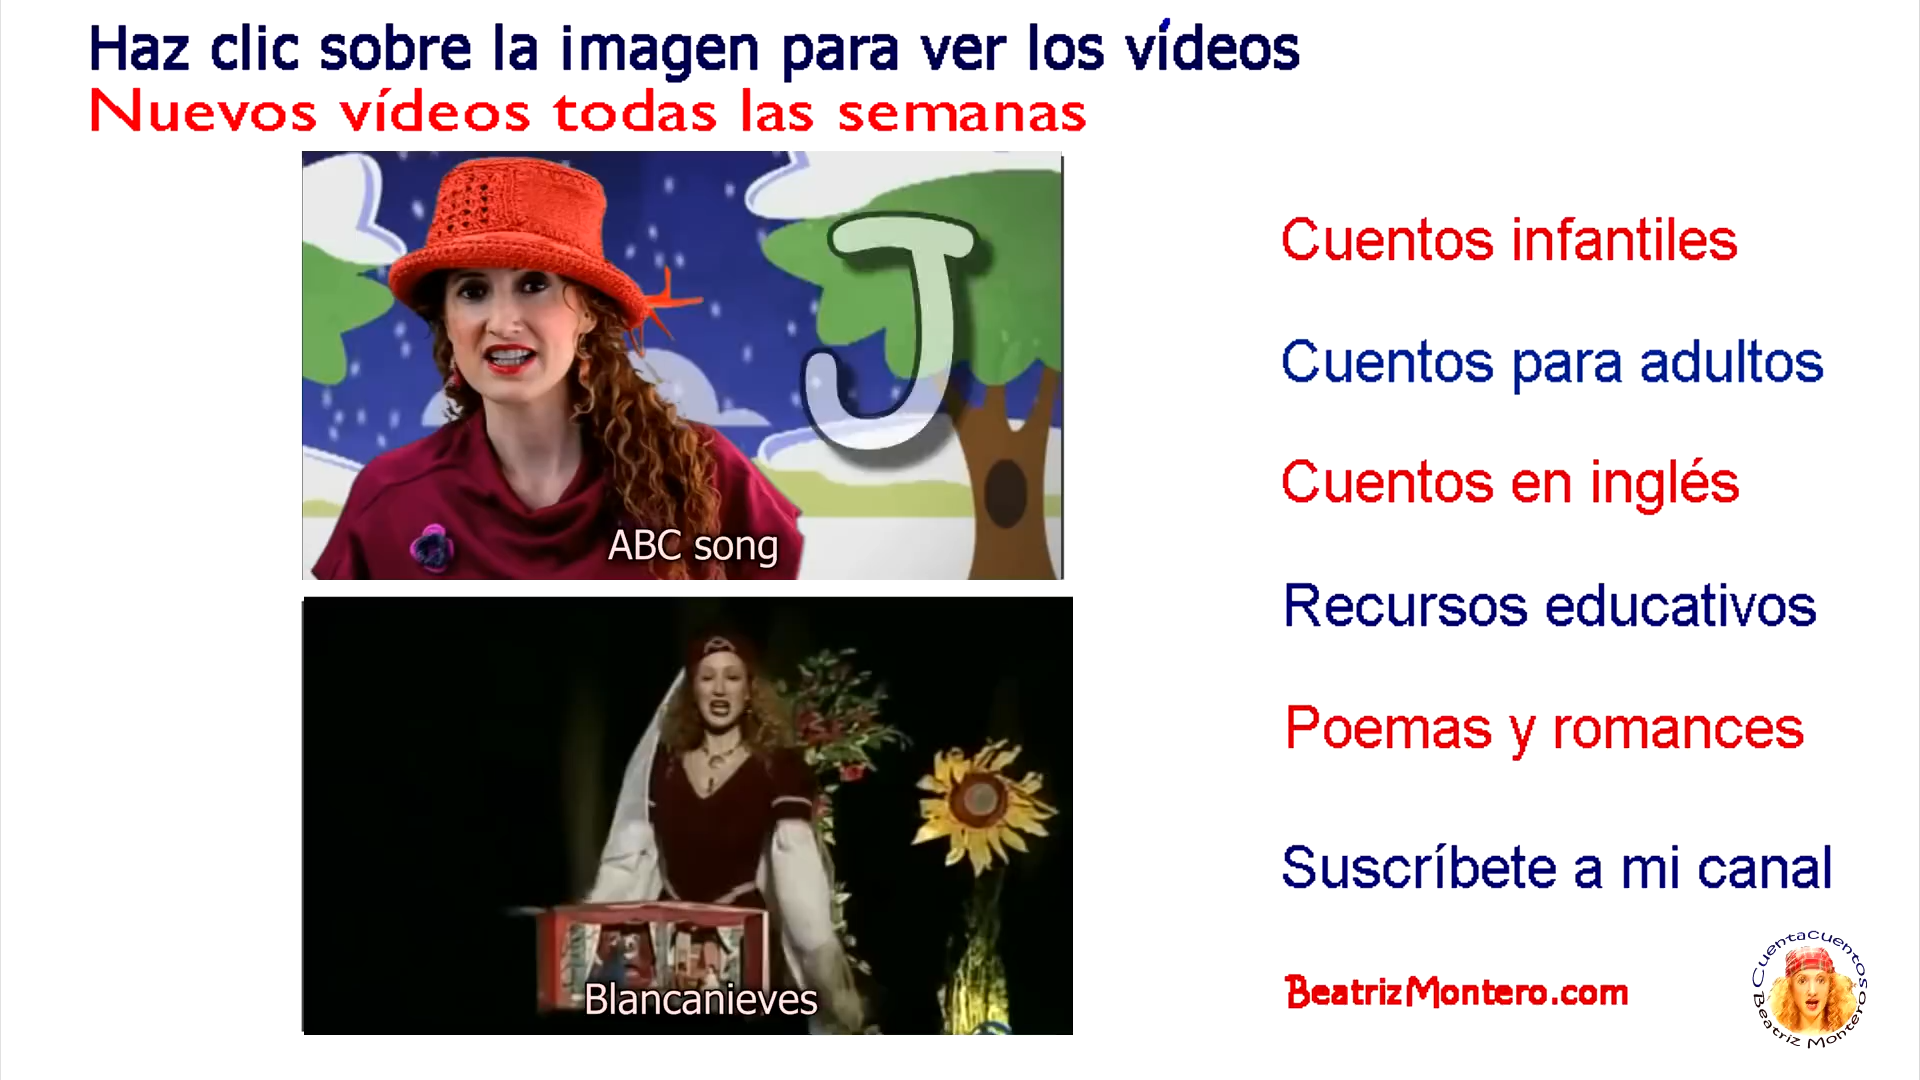 Haz clic sobre la imagen para ver los vídeos
Nuevos vídeos todas las semanas
J
ABC song
Blancanieves
Cuentos infantiles
Cuentos para adultos
Cuentos en inglés
Recursos educativos
Poemas y romances
Suscríbete a mi canal
BeatrizMontero.com
CuentaCuentos
Beatriz Montero